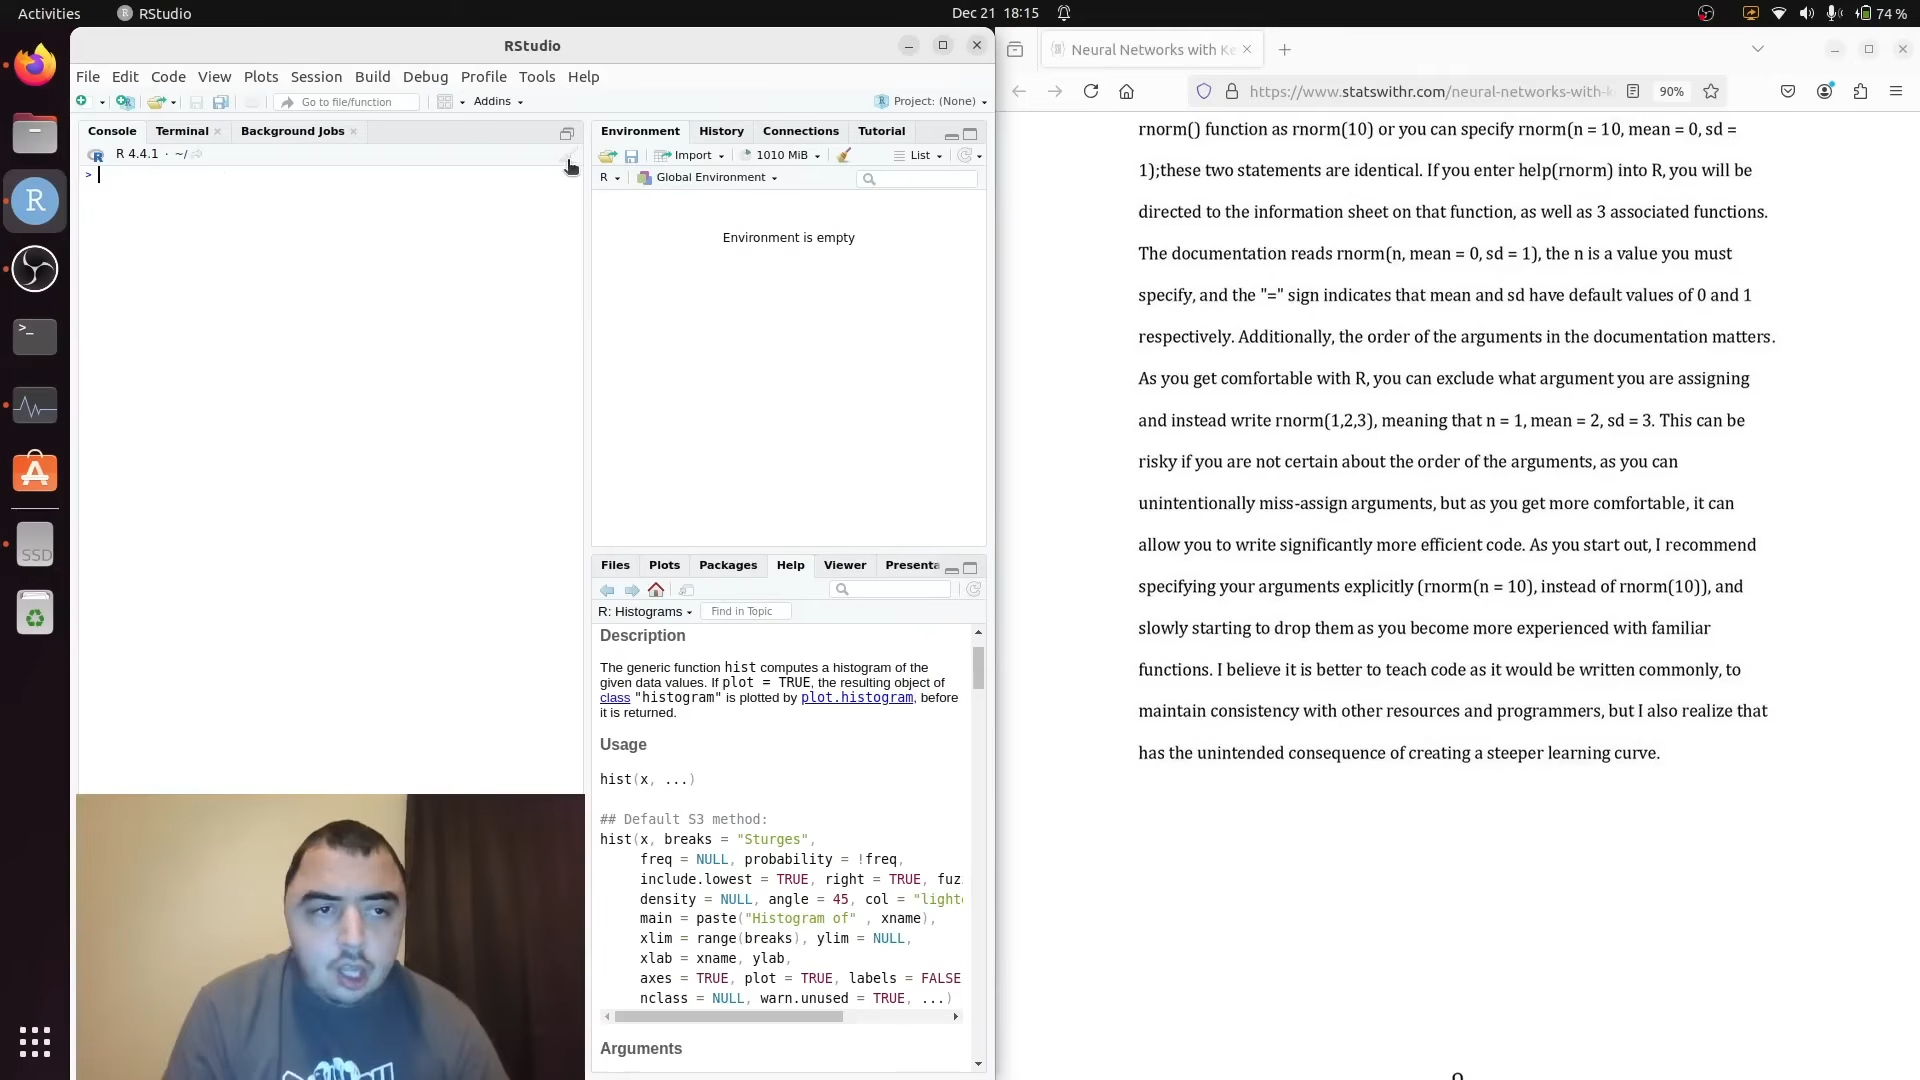 Activities
RStudio
Dec 21 18:15
74 %
RStudio
File Edit Code View Plots Session Build Debug Profile Tools Help
Go to file/function
Addins
Project: (None)
Console Terminal Background Jobs
R 4.4.1 · ~/
>
Environment History Connections Tutorial
Import 1010 MiB List
R Global Environment
Environment is empty
Files Plots Packages Help Viewer Presenta
R: Histograms Find in Topic
Description
The generic function hist computes a histogram of the
given data values. If plot = TRUE, the resulting object of
class "histogram" is plotted by plot.histogram, before
it is returned.
Usage
hist(x, ...)
## Default S3 method:
hist(x, breaks = "Sturges",
freq = NULL, probability = !freq,
include.lowest = TRUE, right = TRUE, fuz
density = NULL, angle = 45, col = "light
main = paste("Histogram of" , xname),
xlim = range(breaks), ylim = NULL,
xlab = xname, ylab,
axes = TRUE, plot = TRUE, labels = FALSE
nclass = NULL, warn.unused = TRUE, ...)
Arguments
SSD
Neural Networks with Ke
https://www.statswithr.com/neural-networks-with-k
90%
rnorm() function as rnorm(10) or you can specify rnorm(n = 10, mean = 0, sd =
1);these two statements are identical. If you enter help(rnorm) into R, you will be
directed to the information sheet on that function, as well as 3 associated functions.
The documentation reads rnorm(n, mean = 0, sd = 1), the n is a value you must
specify, and the "=" sign indicates that mean and sd have default values of 0 and 1
respectively. Additionally, the order of the arguments in the documentation matters.
As you get comfortable with R, you can exclude what argument you are assigning
and instead write rnorm(1,2,3), meaning that n = 1, mean = 2, sd = 3. This can be
risky if you are not certain about the order of the arguments, as you can
unintentionally miss-assign arguments, but as you get more comfortable, it can
allow you to write significantly more efficient code. As you start out, I recommend
specifying your arguments explicitly (rnorm(n = 10), instead of rnorm(10)), and
slowly starting to drop them as you become more experienced with familiar
functions. I believe it is better to teach code as it would be written commonly, to
maintain consistency with other resources and programmers, but I also realize that
has the unintended consequence of creating a steeper learning curve.